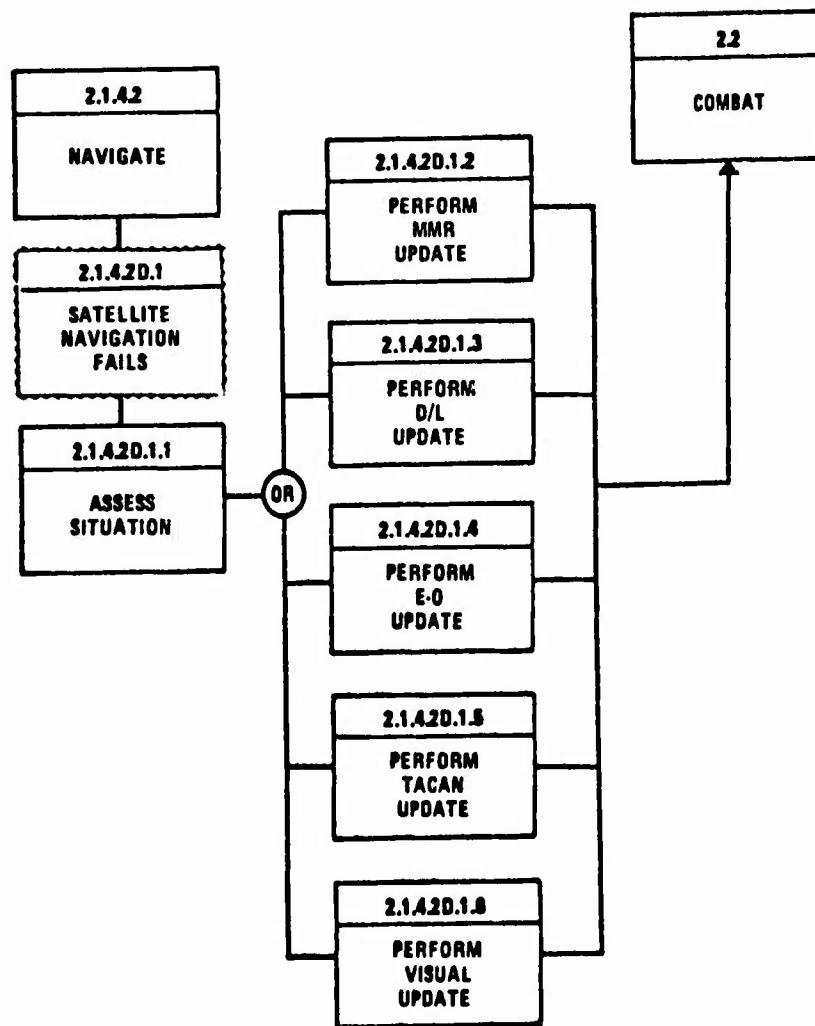 2.2
COMBAT
2.1.4.2
NAVIGATE
2.1.4.2D.1
SATELLITE
NAVIGATION
FAILS
2.1.4.2D.1.1
ASSESS
SITUATION
OR
2.1.4.2D.1.2
PERFORM
MMR
UPDATE
2.1.4.2D.1.3
PERFORM
D/L
UPDATE
2.1.4.2D.1.4
PERFORM
E-O
UPDATE
2.1.4.2D.1.5
PERFORM
TACAN
UPDATE
2.1.4.2D.1.6
PERFORM
VISUAL
UPDATE